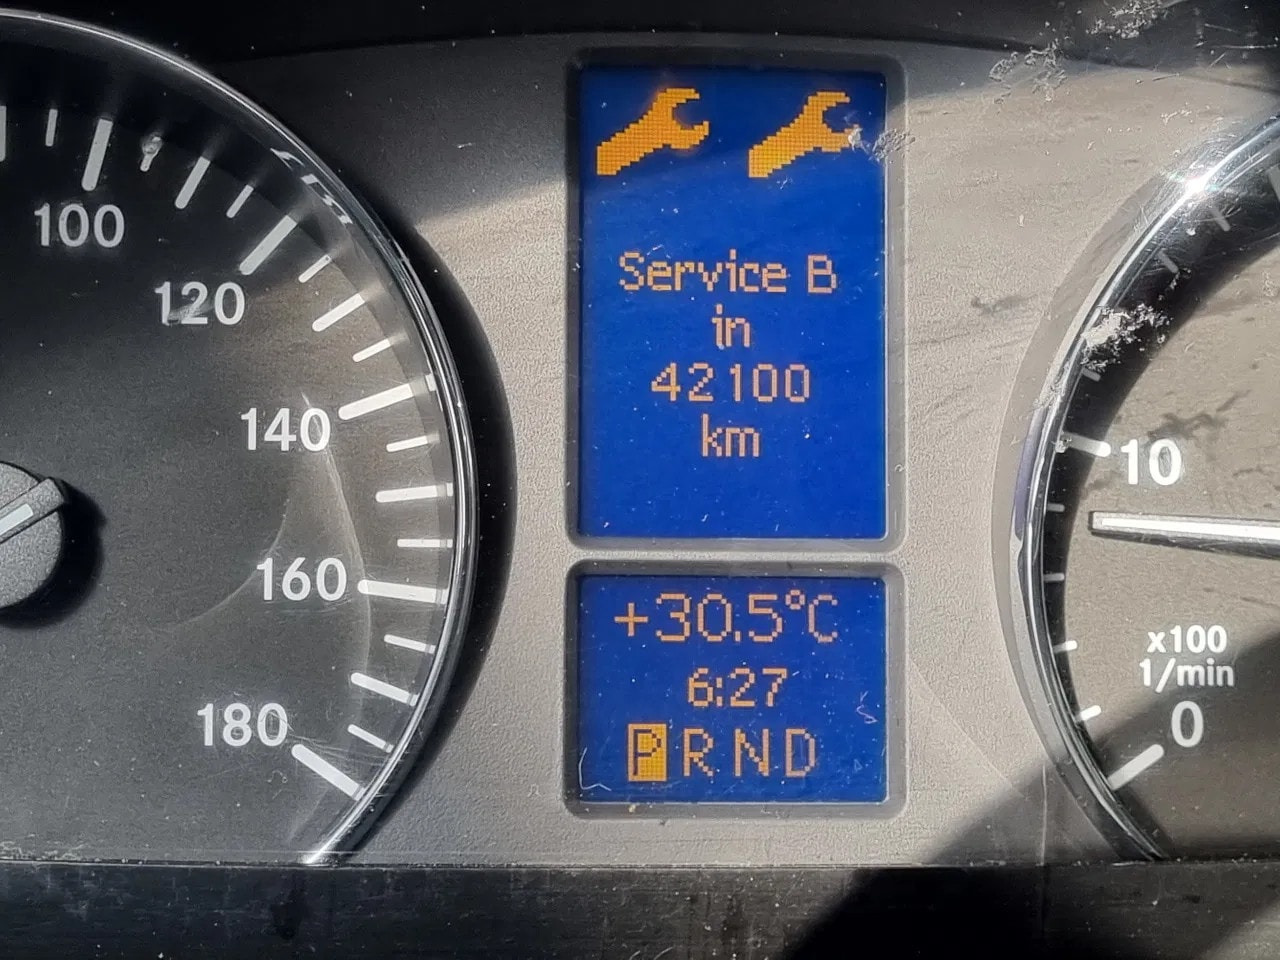 100
120
140
160
180
Service B
in
42100
km
+30.5°C
6:27
P R N D
10
x100
1/min
0